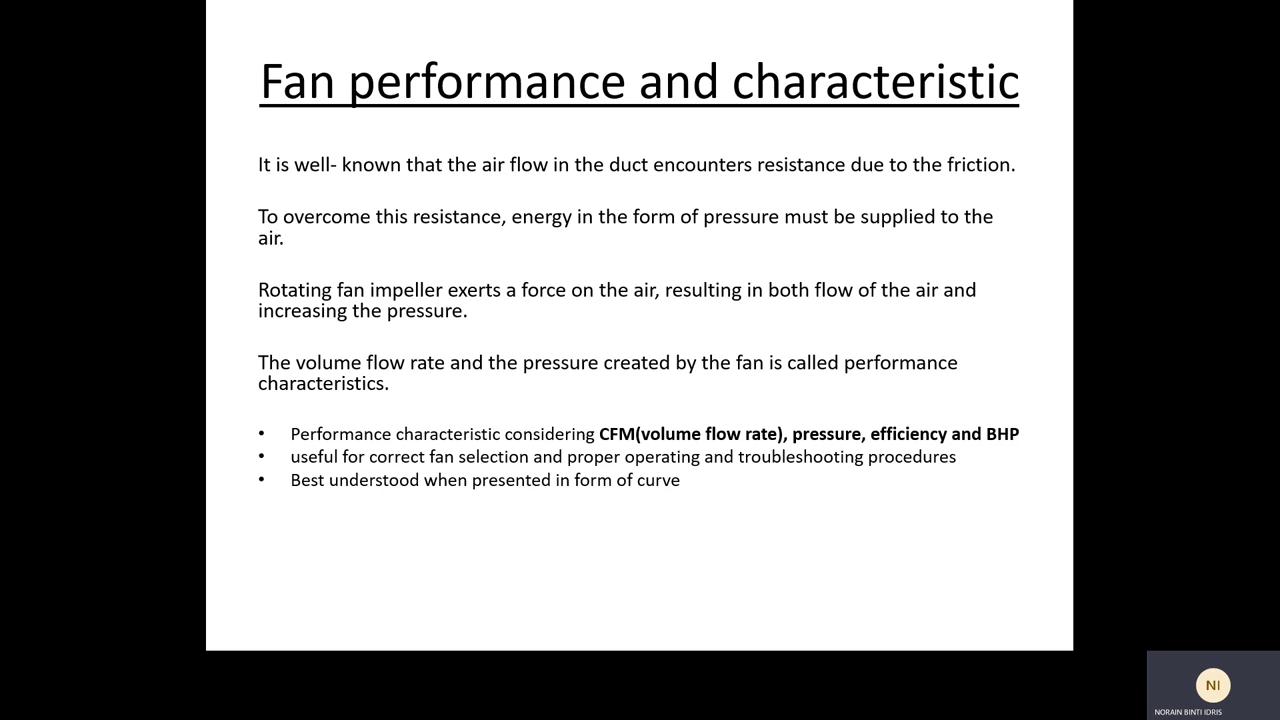 Fan performance and characteristic
It is well- known that the air flow in the duct encounters resistance due to the friction.
To overcome this resistance, energy in the form of pressure must be supplied to the
air.
Rotating fan impeller exerts a force on the air, resulting in both flow of the air and
increasing the pressure.
The volume flow rate and the pressure created by the fan is called performance
characteristics.
• Performance characteristic considering CFM(volume flow rate), pressure, efficiency and BHP
• useful for correct fan selection and proper operating and troubleshooting procedures
• Best understood when presented in form of curve
NI
NORAIN BINTI IDRIS